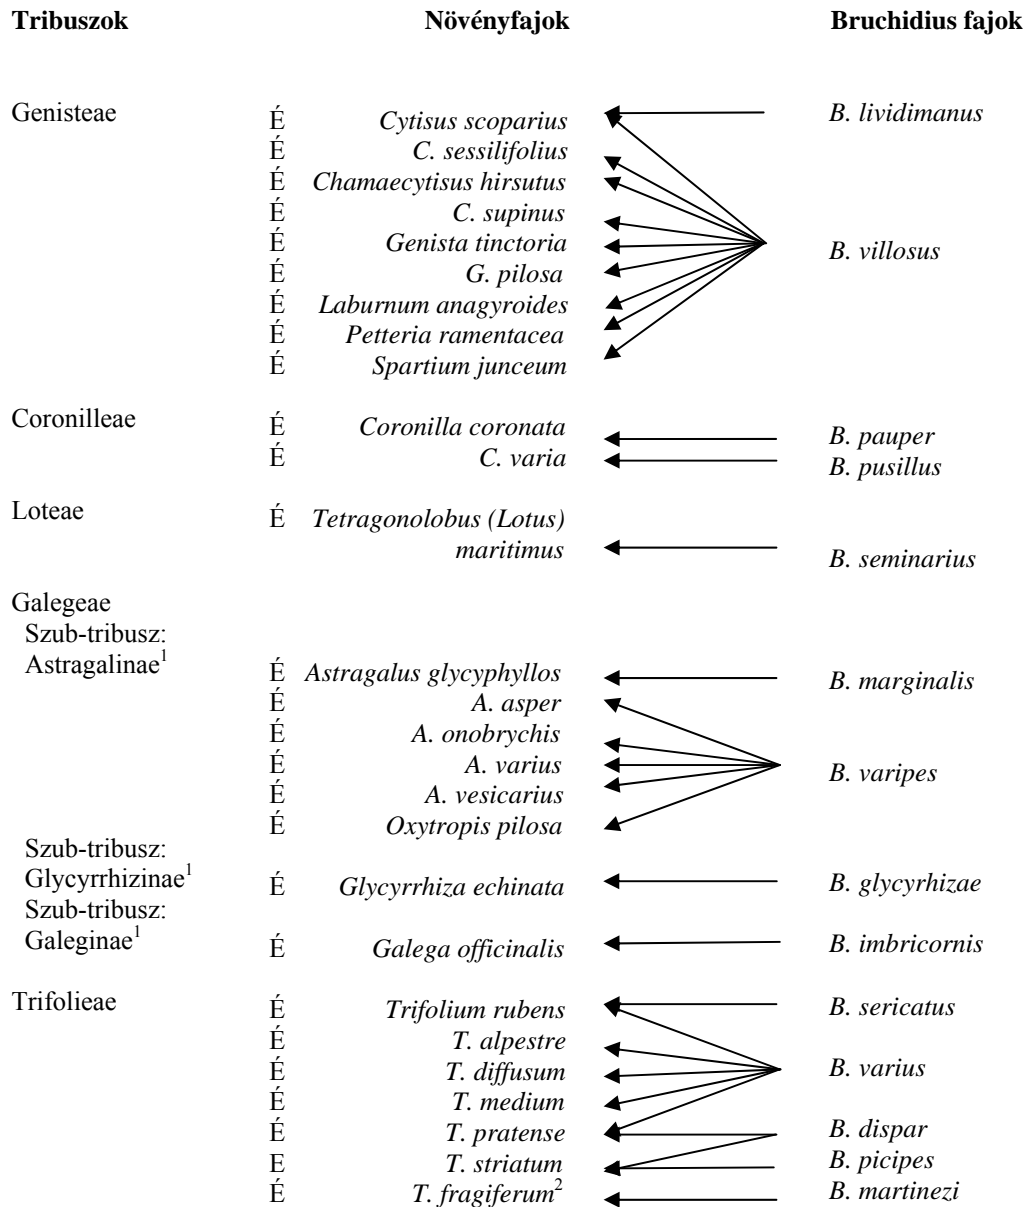 Tribuszok Növényfajok Bruchidius fajok
Genisteae É Cytisus scoparius B. lividimanus
É C. sessilifolius
É Chamaecytisus hirsutus
É C. supinus
É Genista tinctoria B. villosus
É G. pilosa
É Laburnum anagyroides
É Petteria ramentacea
É Spartium junceum
Coronilleae É Coronilla coronata B. pauper
É C. varia B. pusillus
Loteae É Tetragonolobus (Lotus)
maritimus B. seminarius
Galegeae
Szub-tribusz:
Astragalinae¹ É Astragalus glycyphyllos B. marginalis
É A. asper
É A. onobrychis
É A. varius B. varipes
É A. vesicarius
É Oxytropis pilosa
Szub-tribusz:
Glycyrrhizinae¹ É Glycyrrhiza echinata B. glycyrhizae
Szub-tribusz:
Galeginae¹ É Galega officinalis B. imbricornis
Trifolieae É Trifolium rubens B. sericatus
É T. alpestre
É T. diffusum B. varius
É T. medium
É T. pratense B. dispar
E T. striatum B. picipes
É T. fragiferum² B. martinezi